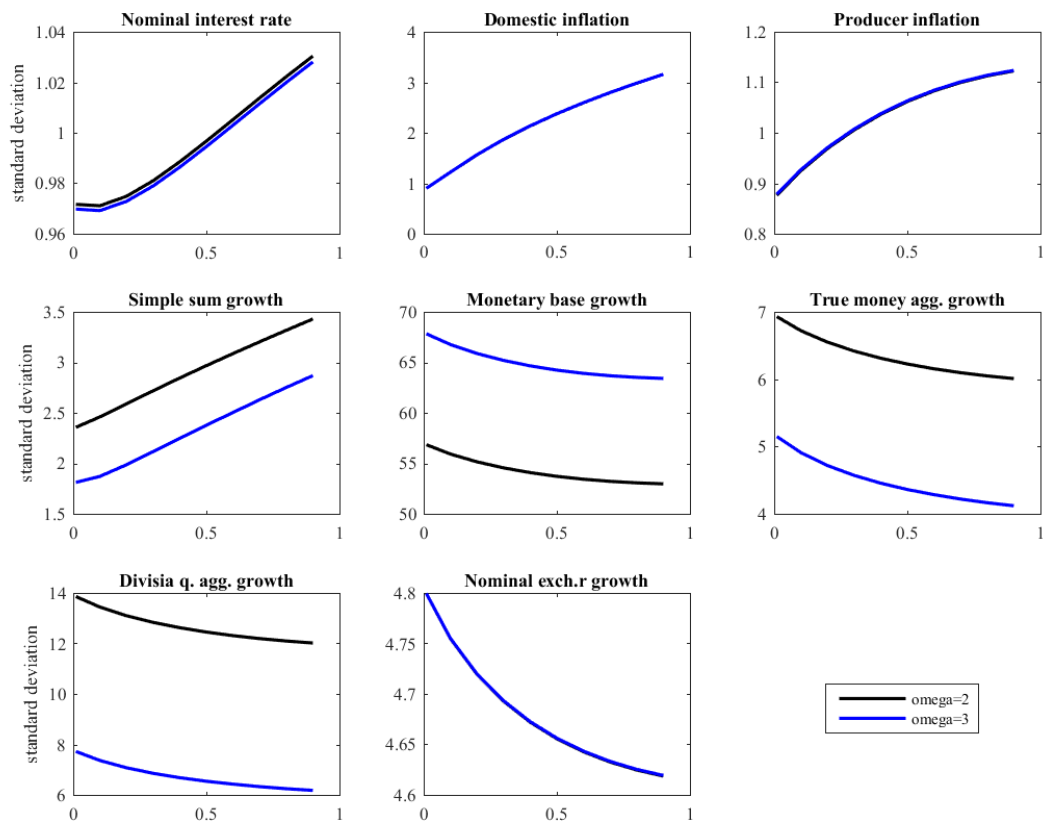 Nominal interest rate
Domestic inflation
Producer inflation
standard deviation
1.04
1.02
1
0.98
0.96
0 0.5 1
4
3
2
1
0
0 0.5 1
1.2
1.1
1
0.9
0.8
0 0.5 1
Simple sum growth
Monetary base growth
True money agg. growth
standard deviation
3.5
3
2.5
2
1.5
0 0.5 1
70
65
60
55
50
0 0.5 1
7
6
5
4
0 0.5 1
Divisia q. agg. growth
Nominal exch.r growth
standard deviation
14
12
10
8
6
0 0.5 1
4.8
4.75
4.7
4.65
4.6
0 0.5 1
omega=2
omega=3